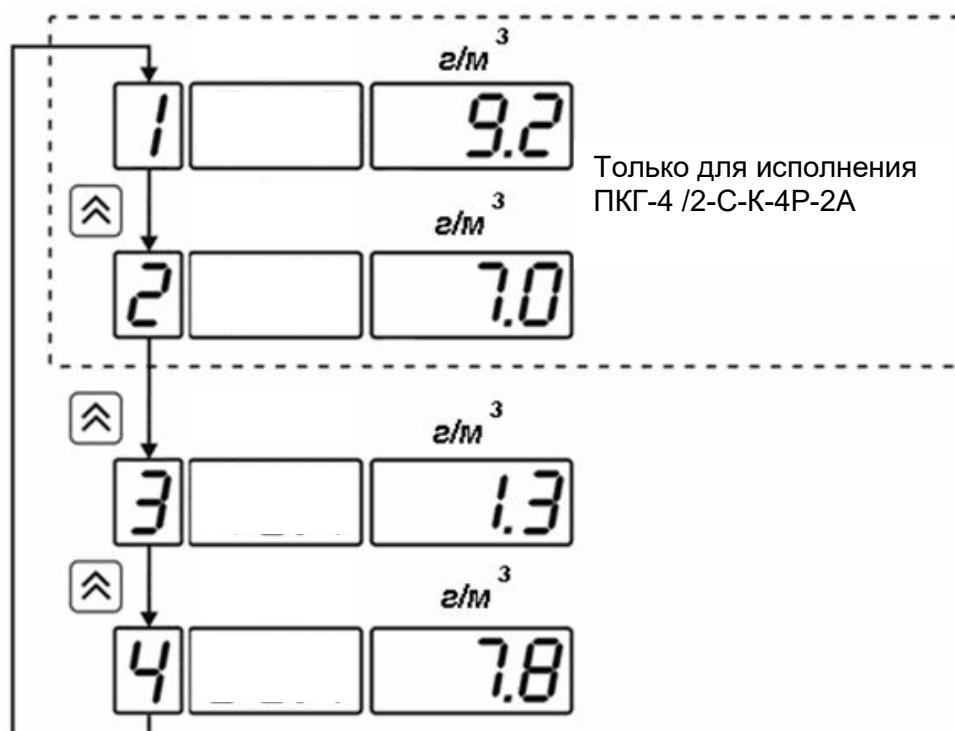 г/м³
1 9.2
Только для исполнения
ПКГ-4 /2-С-К-4Р-2А
г/м³
2 7.0
г/м³
3 1.3
г/м³
4 7.8